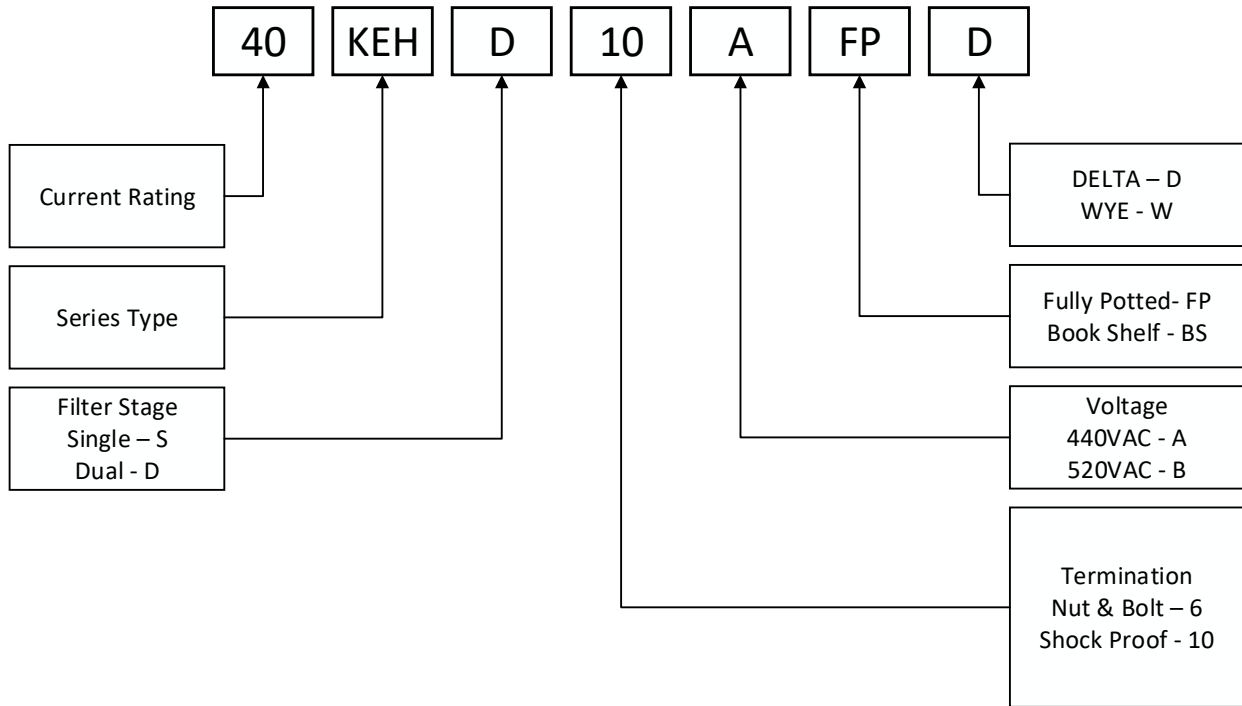 40 KEH D 10 A FP D
Current Rating
Series Type
Filter Stage
Single – S
Dual - D
DELTA – D
WYE - W
Fully Potted- FP
Book Shelf - BS
Voltage
440VAC - A
520VAC - B
Termination
Nut & Bolt – 6
Shock Proof - 10